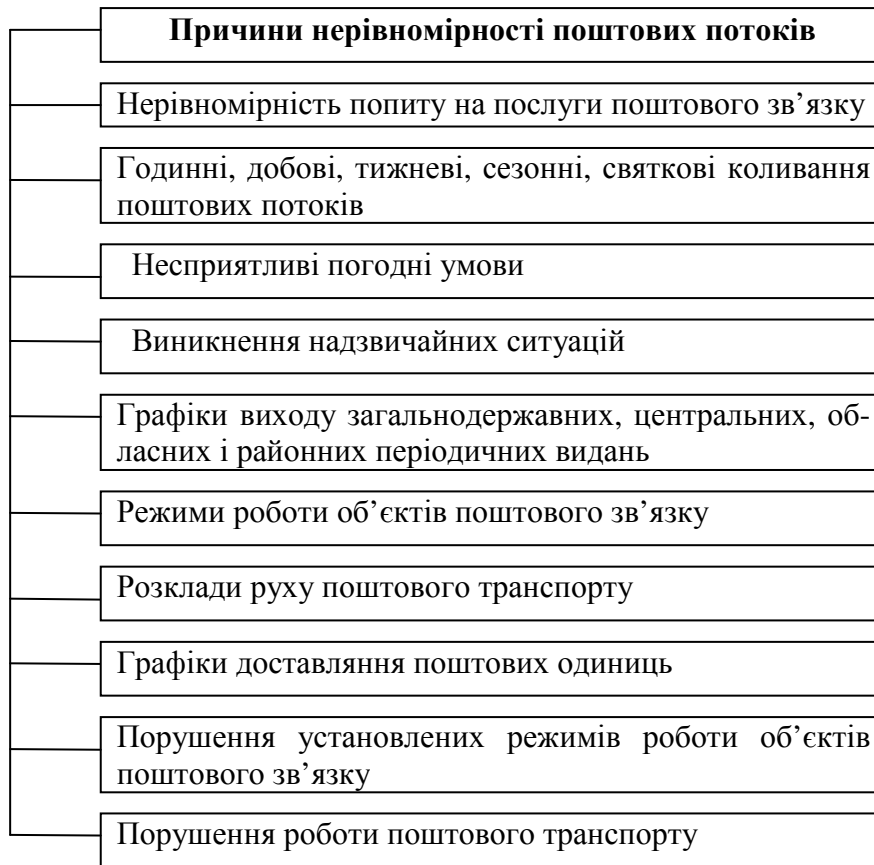 Причини нерівномірності поштових потоків
Нерівномірність попиту на послуги поштового зв’язку
Годинні, добові, тижневі, сезонні, святкові коливання
поштових потоків
Несприятливі погодні умови
Виникнення надзвичайних ситуацій
Графіки виходу загальнодержавних, центральних, об-
ласних і районних періодичних видань
Режими роботи об’єктів поштового зв’язку
Розклади руху поштового транспорту
Графіки доставляння поштових одиниць
Порушення установлених режимів роботи об’єктів
поштового зв’язку
Порушення роботи поштового транспорту